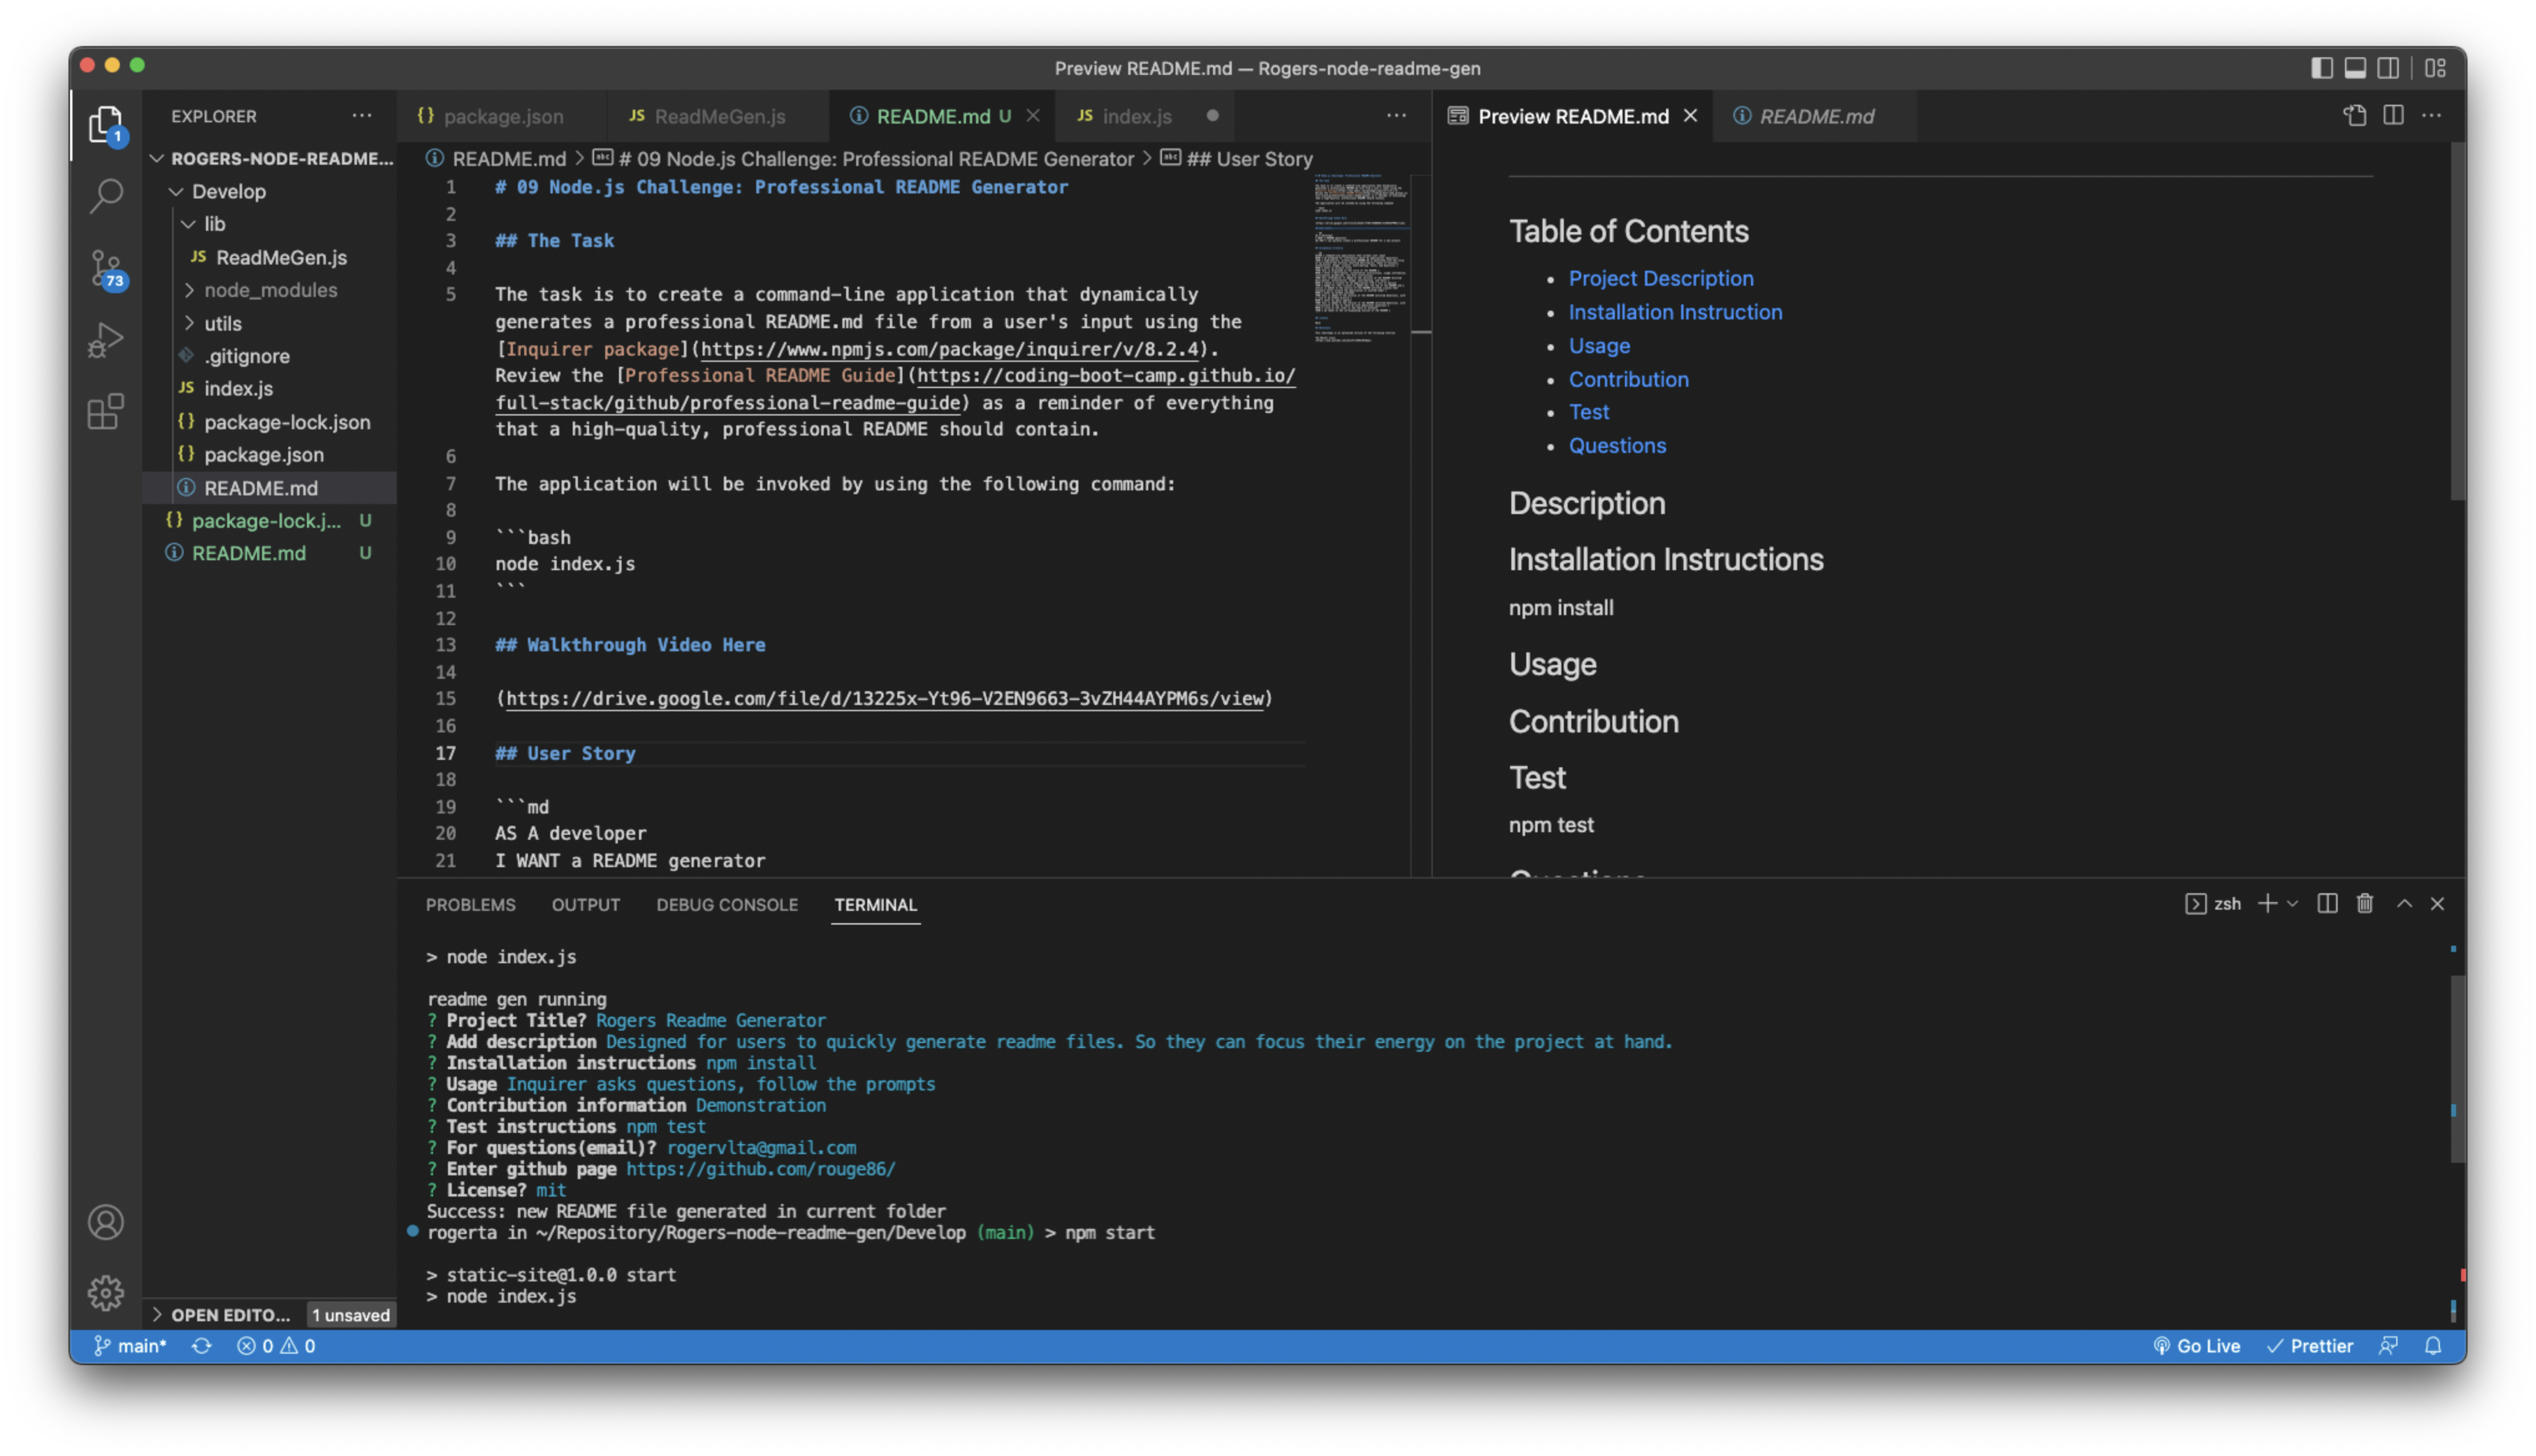 Preview README.md — Rogers-node-readme-gen
EXPLORER
ROGERS-NODE-README...
Develop
lib
JS ReadMeGen.js
node_modules
utils
.gitignore
JS index.js
{} package-lock.json
{} package.json
README.md
{} package-lock.j... U
README.md U
OPEN EDITO... 1 unsaved
1
73
{} package.json
JS ReadMeGen.js
README.md U
JS index.js
README.md > # 09 Node.js Challenge: Professional README Generator > ## User Story
1 # 09 Node.js Challenge: Professional README Generator
2
3 ## The Task
4
5 The task is to create a command-line application that dynamically
generates a professional README.md file from a user's input using the
[Inquirer package](https://www.npmjs.com/package/inquirer/v/8.2.4).
Review the [Professional README Guide](https://coding-boot-camp.github.io/
full-stack/github/professional-readme-guide) as a reminder of everything
that a high-quality, professional README should contain.
6
7 The application will be invoked by using the following command:
8
9 ```bash
10 node index.js
11 ```
12
13 ## Walkthrough Video Here
14
15 (https://drive.google.com/file/d/13225x-Yt96-V2EN9663-3vZH44AYPM6s/view)
16
17 ## User Story
18
19 ```md
20 AS A developer
21 I WANT a README generator
Preview README.md
README.md
Table of Contents
• Project Description
• Installation Instruction
• Usage
• Contribution
• Test
• Questions
Description
Installation Instructions
npm install
Usage
Contribution
Test
npm test
Questions
PROBLEMS OUTPUT DEBUG CONSOLE TERMINAL
zsh
> node index.js
readme gen running
? Project Title? Rogers Readme Generator
? Add description Designed for users to quickly generate readme files. So they can focus their energy on the project at hand.
? Installation instructions npm install
? Usage Inquirer asks questions, follow the prompts
? Contribution information Demonstration
? Test instructions npm test
? For questions(email)? rogervlta@gmail.com
? Enter github page https://github.com/rouge86/
? License? mit
Success: new README file generated in current folder
rogerta in ~/Repository/Rogers-node-readme-gen/Develop (main) > npm start
> static-site@1.0.0 start
> node index.js
main* 0 0
Go Live Prettier